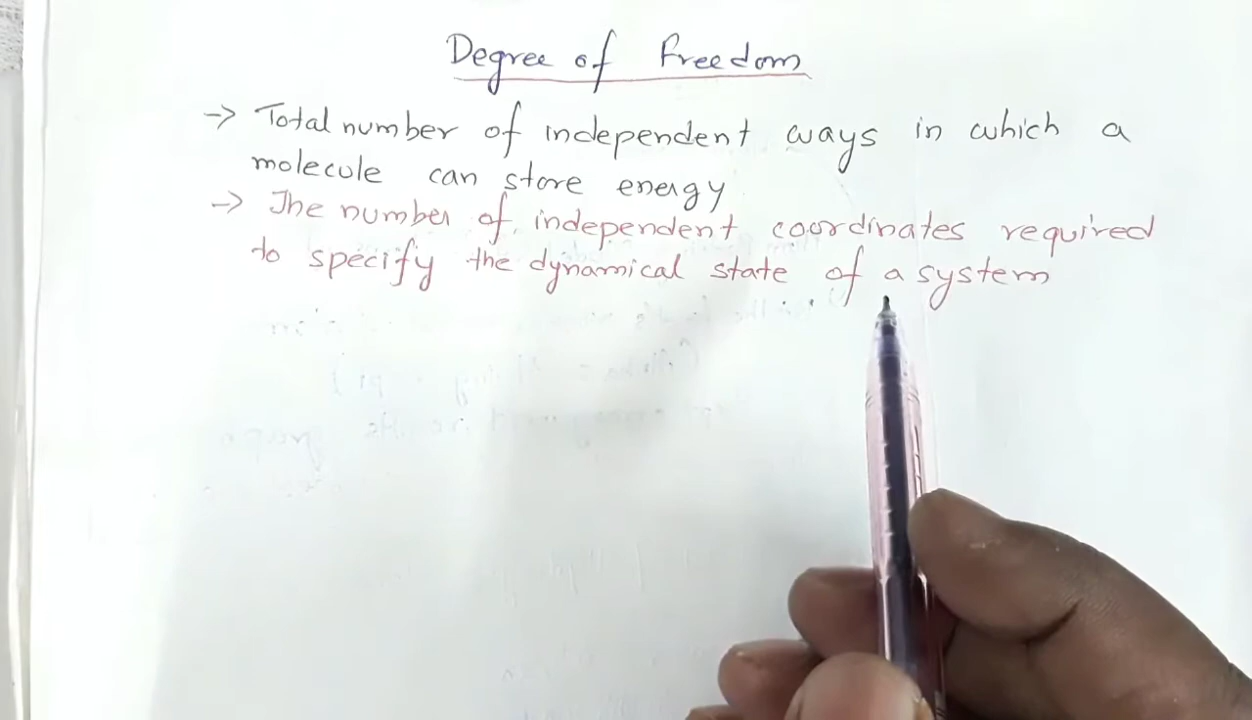 Degree of Freedom
→ Total number of independent ways in which a
molecule can store energy
→ The number of independent coordinates required
to specify the dynamical state of a system